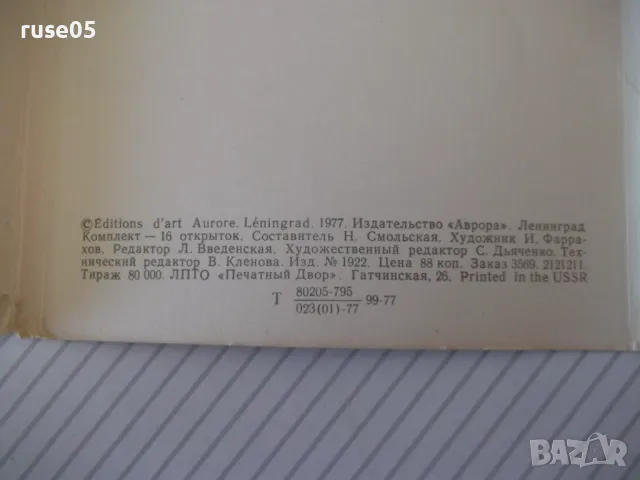 ruse05
©Éditions d'art Aurore. Léningrad. 1977. Издательство «Аврора». Ленинград
Комплект — 16 открыток. Составитель Н. Смольская. Художник И. Фарра-
хов. Редактор Л. Введенская. Художественный редактор С. Дьяченко. Тех-
нический редактор В. Кленова. Изд. № 1922. Цена 88 коп. Заказ 3569. 2121211.
Тираж 80 000. ЛПТО «Печатный Двор». Гатчинская, 26. Printed in the USSR
Т 80205-795 99-77
023(01)-77
BAZAR